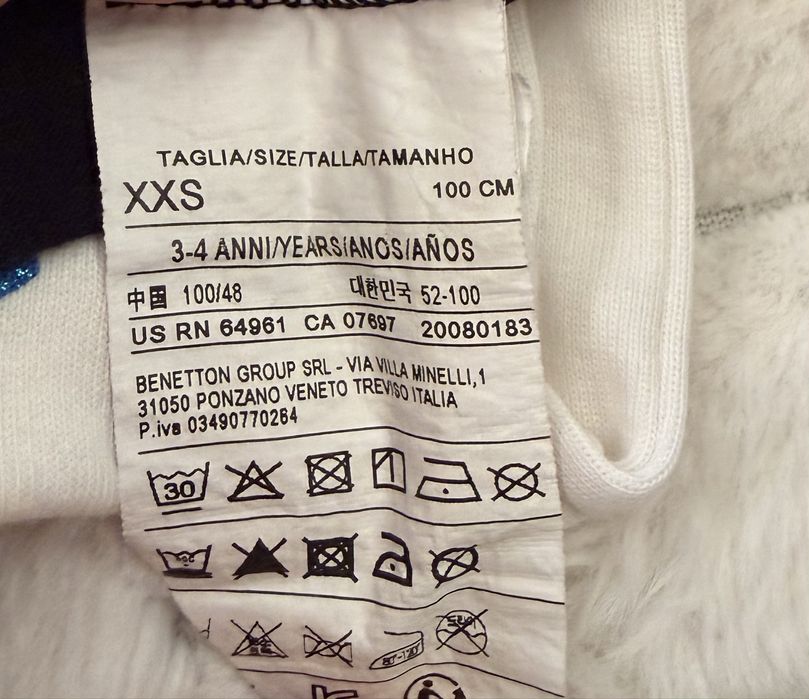 TAGLIA/SIZE/TALLA/TAMANHO
XXS 100 CM
3-4 ANNI/YEARS/ANOS/AÑOS
中国 100/48 대한민국 52-100
US RN 64961 CA 07697 20080183
BENETTON GROUP SRL - VIA VILLA MINELLI,1
31050 PONZANO VENETO TREVISO ITALIA
P.iva 03490770264
30
80°-120°